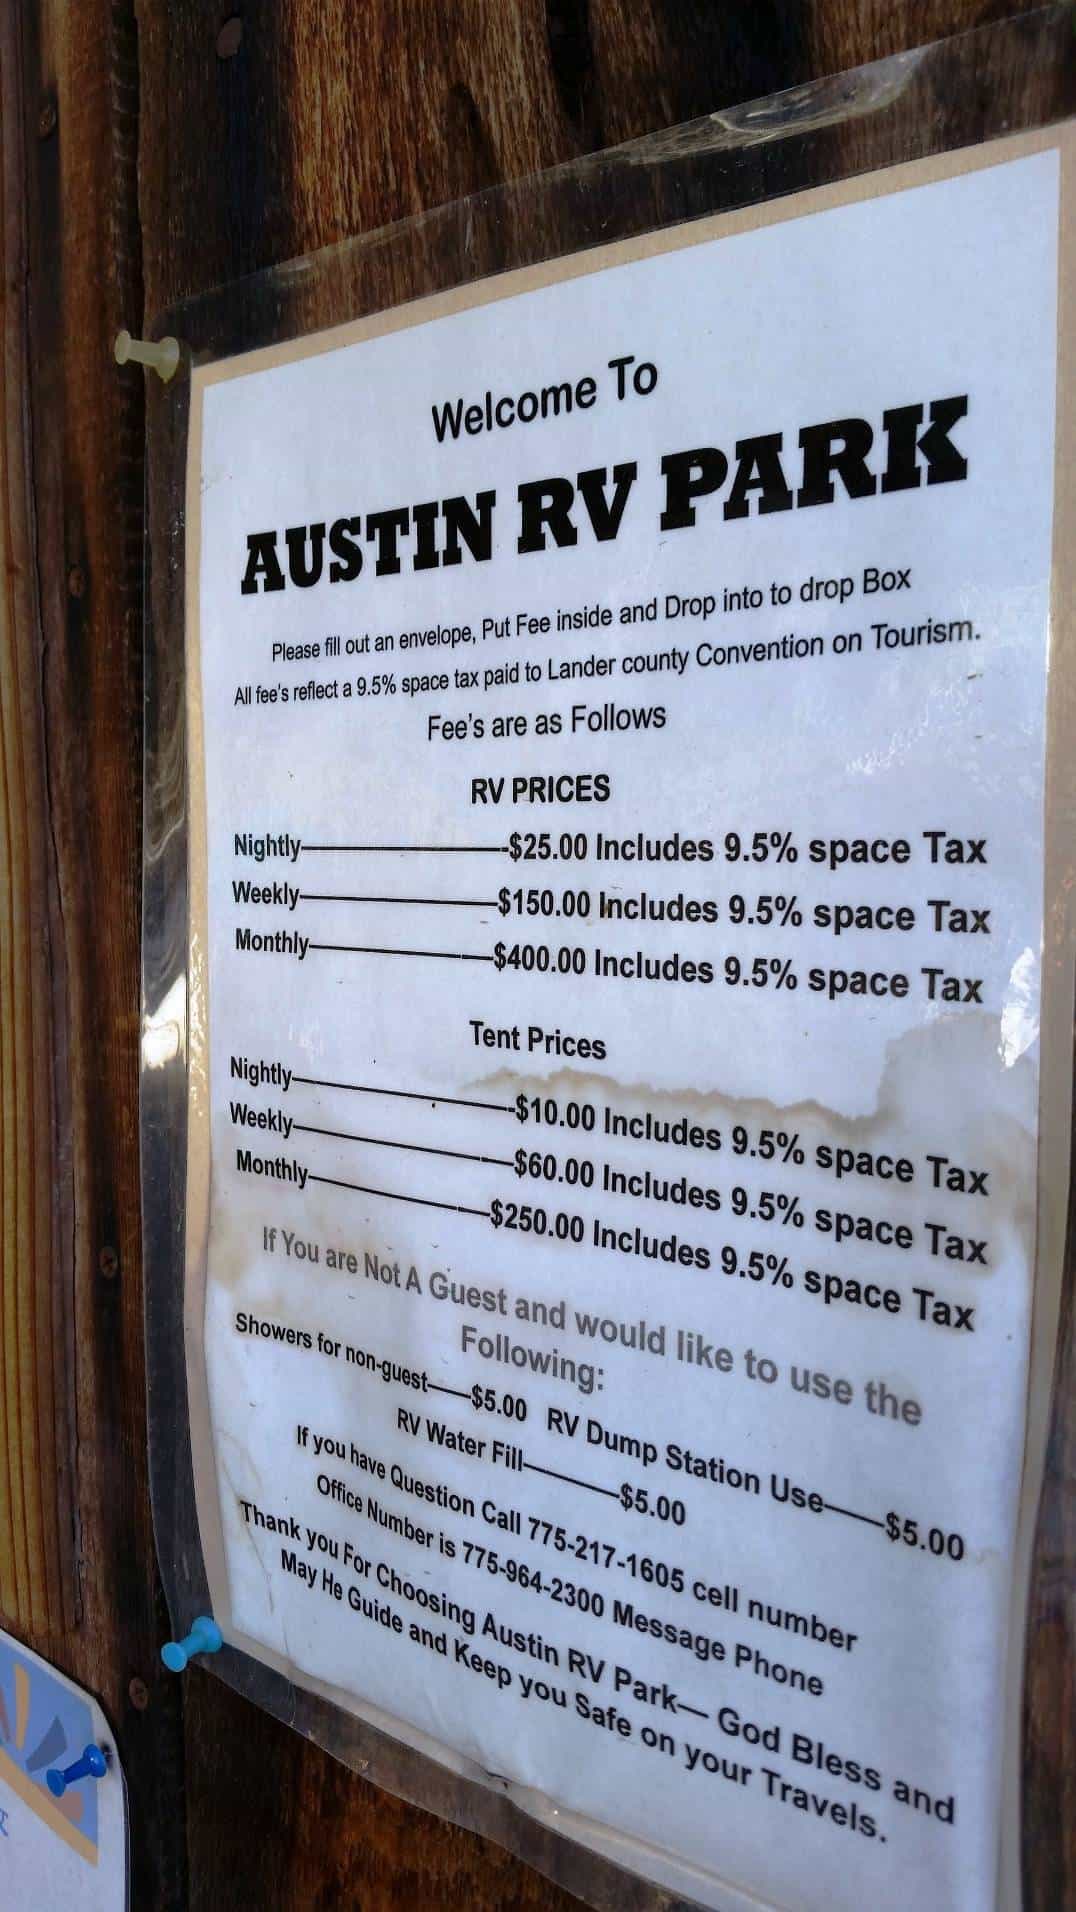 Welcome To
AUSTIN RV PARK
Please fill out an envelope, Put Fee inside and Drop into to drop Box
All fee's reflect a 9.5% space tax paid to Lander county Convention on Tourism.
Fee's are as Follows
RV PRICES
Nightly—————$25.00 Includes 9.5% space Tax
Weekly—————$150.00 Includes 9.5% space Tax
Monthly—————$400.00 Includes 9.5% space Tax
Tent Prices
Nightly—————$10.00 Includes 9.5% space Tax
Weekly—————$60.00 Includes 9.5% space Tax
Monthly—————$250.00 Includes 9.5% space Tax
If You are Not A Guest and would like to use the
Following:
Showers for non-guest——$5.00 RV Dump Station Use——$5.00
RV Water Fill———$5.00
If you have Question Call 775-217-1605 cell number
Office Number is 775-964-2300 Message Phone
Thank you For Choosing Austin RV Park— God Bless and
May He Guide and Keep you Safe on your Travels.